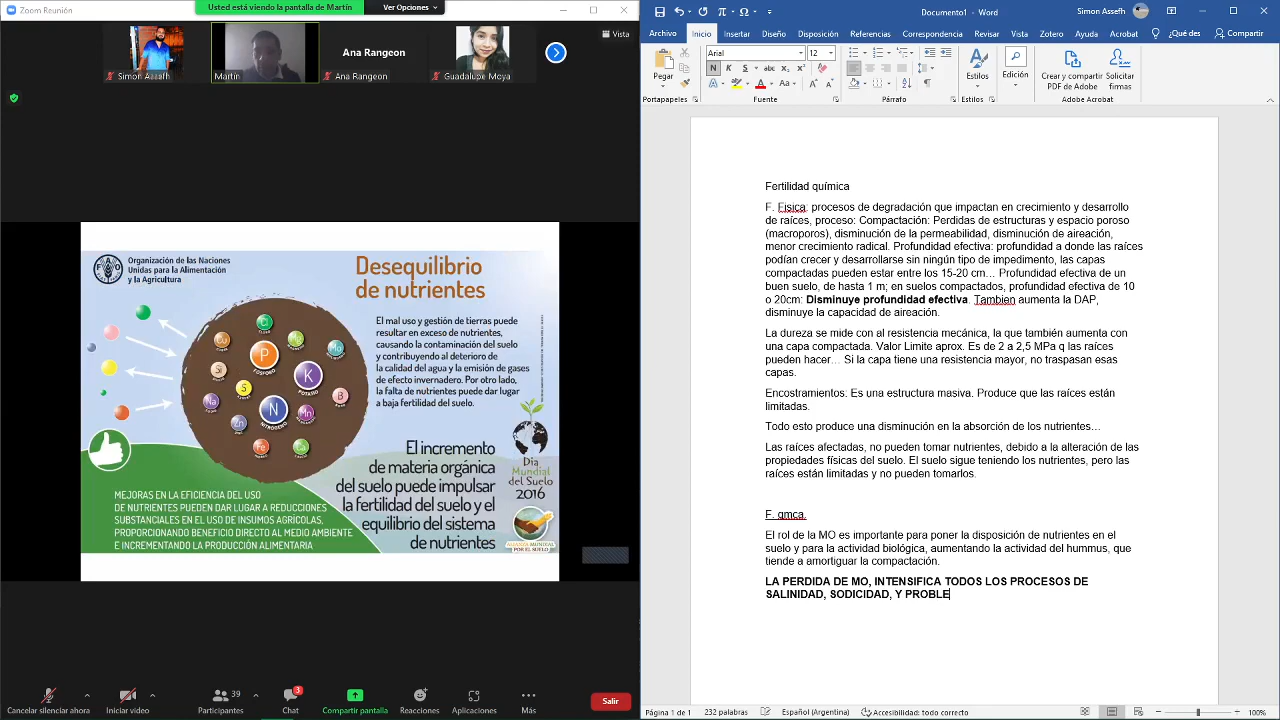 Zoom Reunión
Usted está viendo la pantalla de Martín
Ver Opciones
Vista
Simon Assefh
Martín
Ana Rangeon
Ana Rangeon
Guadalupe Moya
Organización de las Naciones
Unidas para la Alimentación
y la Agricultura
Desequilibrio
de nutrientes
El mal uso y gestión de tierras puede
resultar en exceso de nutrientes,
causando la contaminación del suelo
y contribuyendo al deterioro de
la calidad del agua y la emisión de gases
de efecto invernadero. Por otro lado,
la falta de nutrientes puede dar lugar
a baja fertilidad del suelo.
Cl
Cu
Mo
P
FÓSFORO
Si
K
POTASIO
S
Na
B
N
NITRÓGENO
Mn
Zn
Fe
Ca
El incremento
de materia orgánica
del suelo puede impulsar
la fertilidad del suelo y el
equilibrio del sistema
de nutrientes
Día
Mundial
del Suelo
2016
ALIANZA MUNDIAL
POR EL SUELO
MEJORAS EN LA EFICIENCIA DEL USO
DE NUTRIENTES PUEDEN DAR LUGAR A REDUCCIONES
SUBSTANCIALES EN EL USO DE INSUMOS AGRÍCOLAS,
PROPORCIONANDO BENEFICIO DIRECTO AL MEDIO AMBIENTE
E INCREMENTANDO LA PRODUCCIÓN ALIMENTARIA
Cancelar silenciar ahora
Iniciar video
39
Participantes
3
Chat
Compartir pantalla
Reacciones
Aplicaciones
Más
Salir
Documento1 - Word
Simon Assefh
Archivo
Inicio
Insertar
Diseño
Disposición
Referencias
Correspondencia
Revisar
Vista
Zotero
Ayuda
Acrobat
¿Qué des
Compartir
Pegar
Arial
12
N K S
Estilos
Edición
Crear y compartir
PDF de Adobe
Solicitar
firmas
Portapapeles
Fuente
Párrafo
Estilos
Adobe Acrobat
Fertilidad química
F. Fisica: procesos de degradación que impactan en crecimiento y desarrollo
de raíces, proceso: Compactación: Perdidas de estructuras y espacio poroso
(macroporos), disminución de la permeabilidad, disminución de aireación,
menor crecimiento radical. Profundidad efectiva: profundidad a donde las raíces
podían crecer y desarrollarse sin ningún tipo de impedimento, las capas
compactadas pueden estar entre los 15-20 cm... Profundidad efectiva de un
buen suelo, de hasta 1 m; en suelos compactados, profundidad efectiva de 10
o 20cm: Disminuye profundidad efectiva. Tambien aumenta la DAP,
disminuye la capacidad de aireación.
La dureza se mide con el resistencia mecánica, la que también aumenta con
una capa compactada. Valor Limite aprox. Es de 2 a 2,5 MPa q las raíces
pueden hacer... Si la capa tiene una resistencia mayor, no traspasan esas
capas.
Encostramientos: Es una estructura masiva. Produce que las raíces están
limitadas.
Todo esto produce una disminución en la absorción de los nutrientes...
Las raíces afectadas, no pueden tomar nutrientes, debido a la alteración de las
propiedades físicas del suelo. El suelo sigue teniendo los nutrientes, pero las
raíces están limitadas y no pueden tomarlos.
F. qmca.
El rol de la MO es importante para poner a disposición de nutrientes en el
suelo y para la actividad biológica, aumentando la actividad del hummus, que
tiende a amortiguar la compactación.
LA PERDIDA DE MO, INTENSIFICA TODOS LOS PROCESOS DE
SALINIDAD, SODICIDAD, Y PROBLE
Página 1 de 1
232 palabras
Español (Argentina)
Accesibilidad: todo correcto
100%